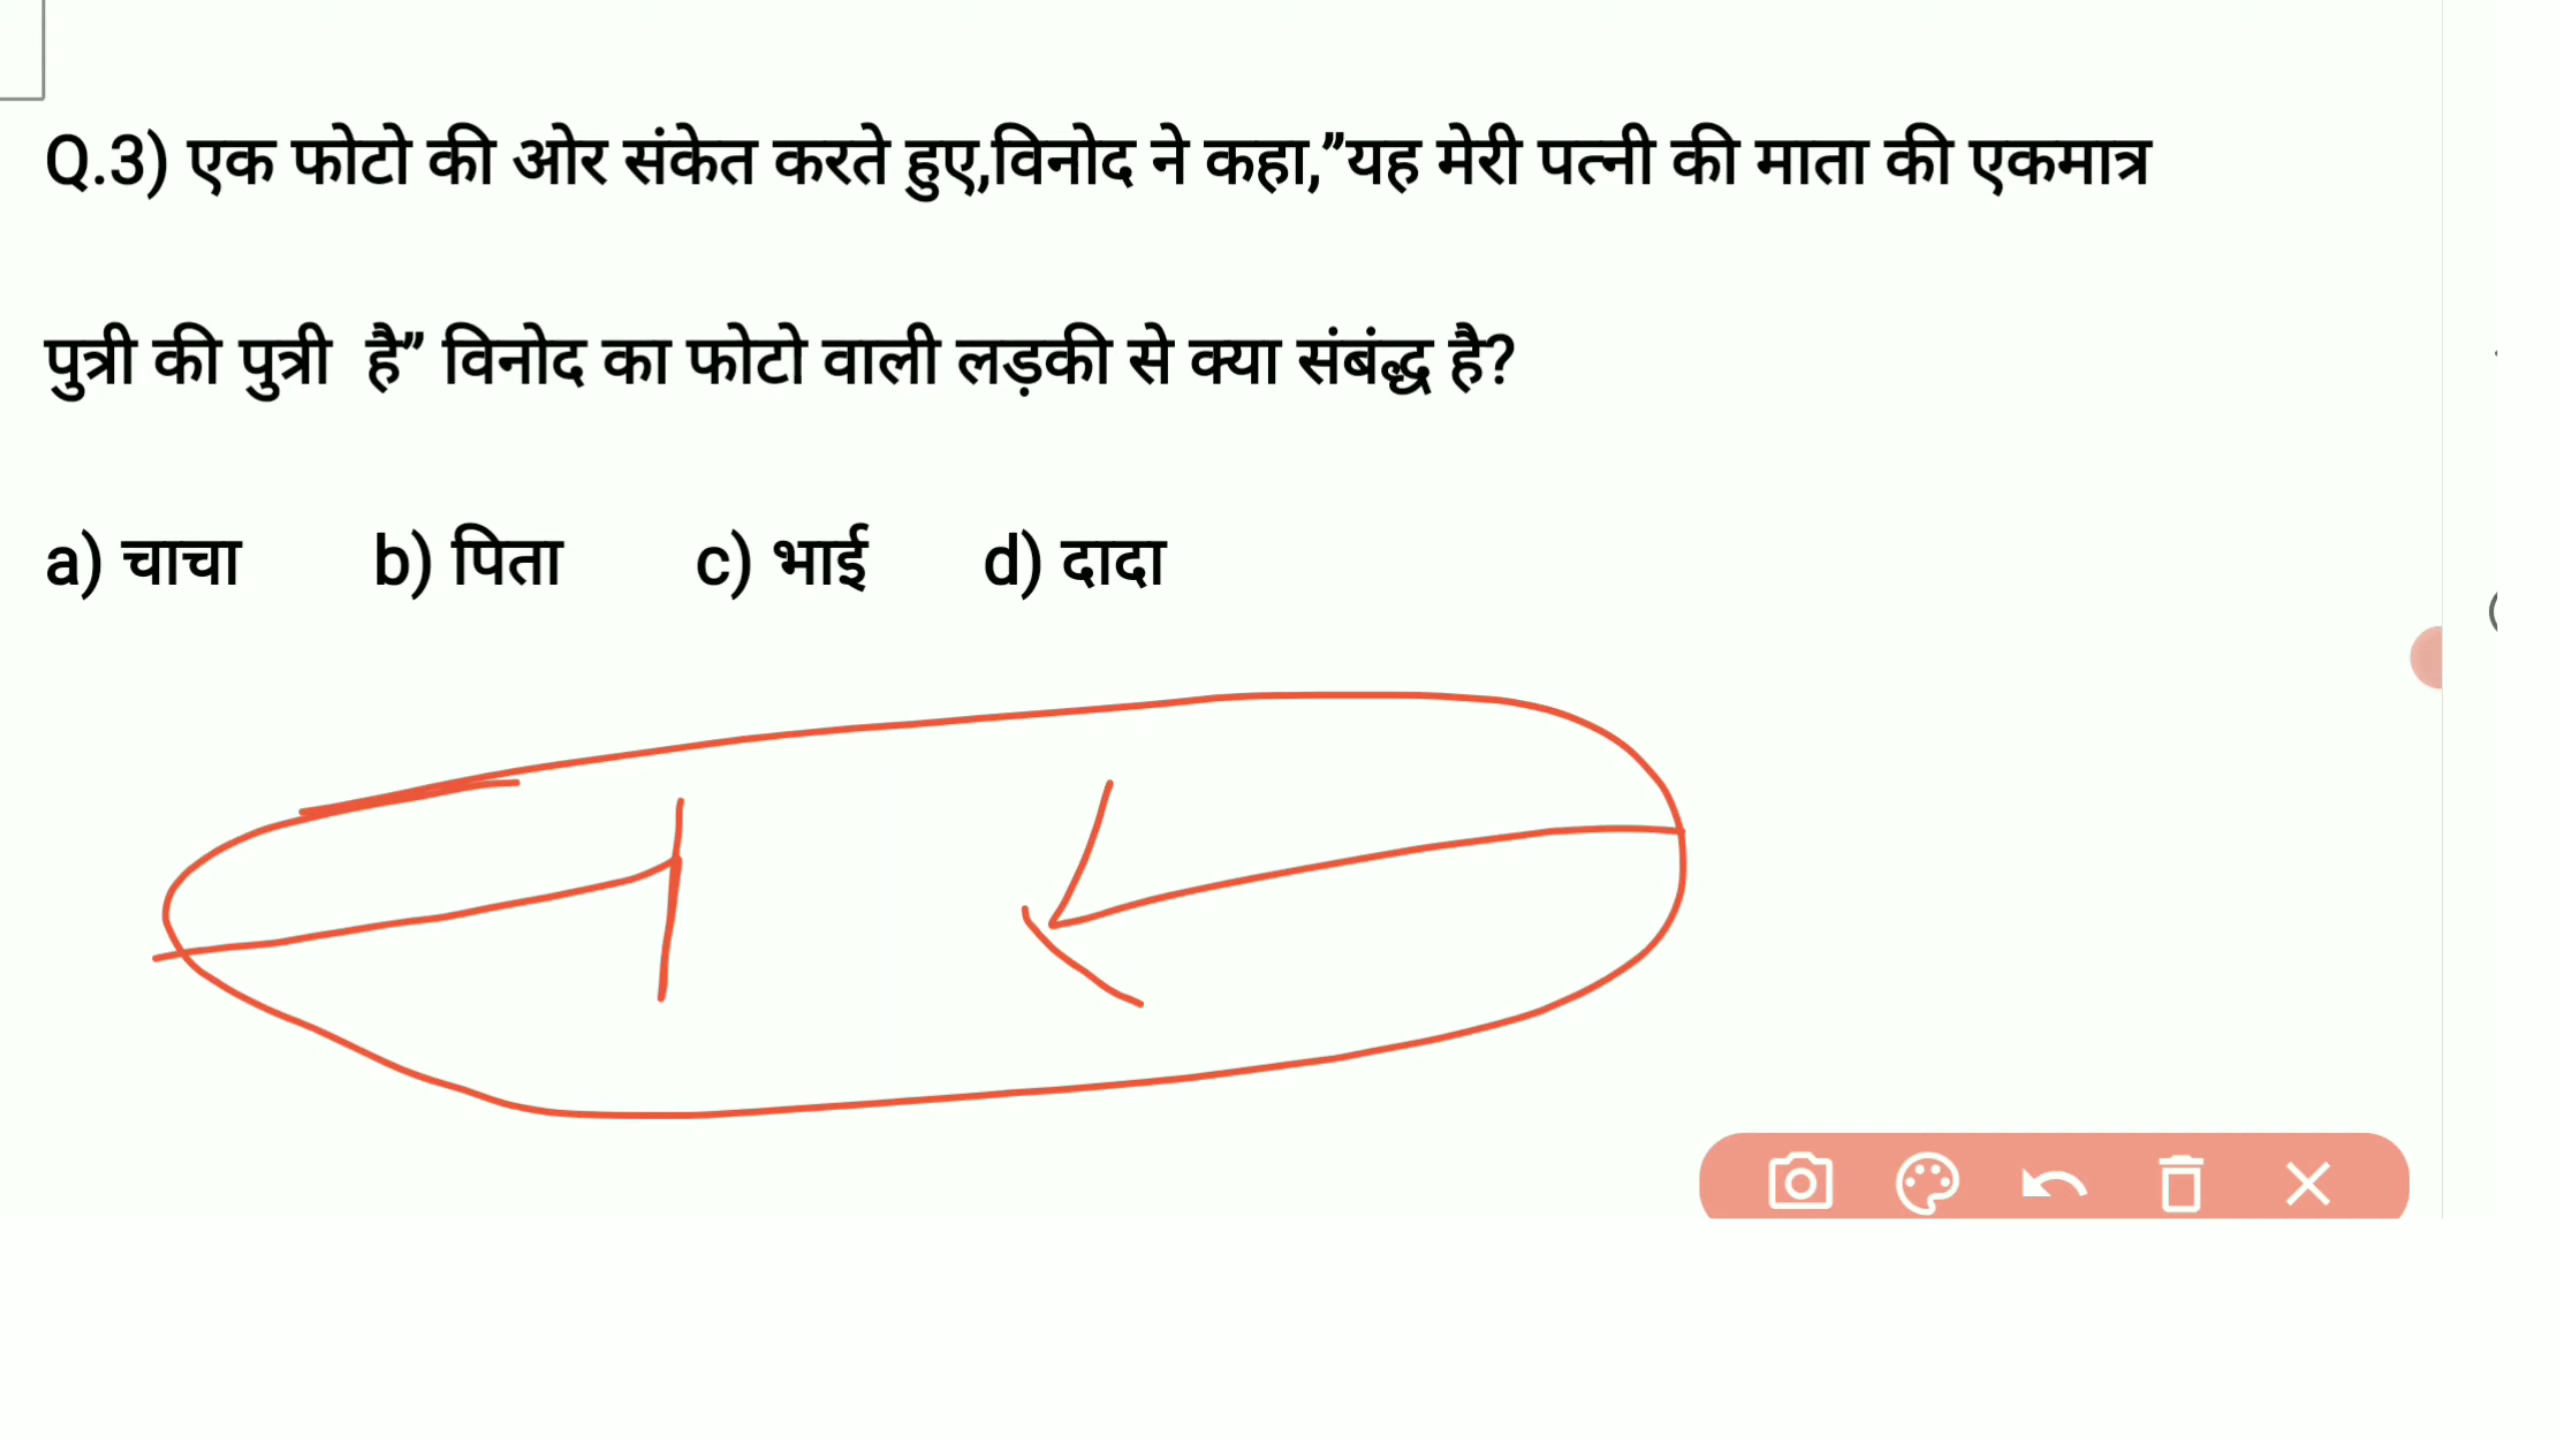 Q.3) एक फोटो की ओर संकेत करते हुए,विनोद ने कहा,”यह मेरी पत्नी की माता की एकमात्र
पुत्री की पुत्री है” विनोद का फोटो वाली लड़की से क्या संबंद्ध है?
a) चाचा b) पिता c) भाई d) दादा